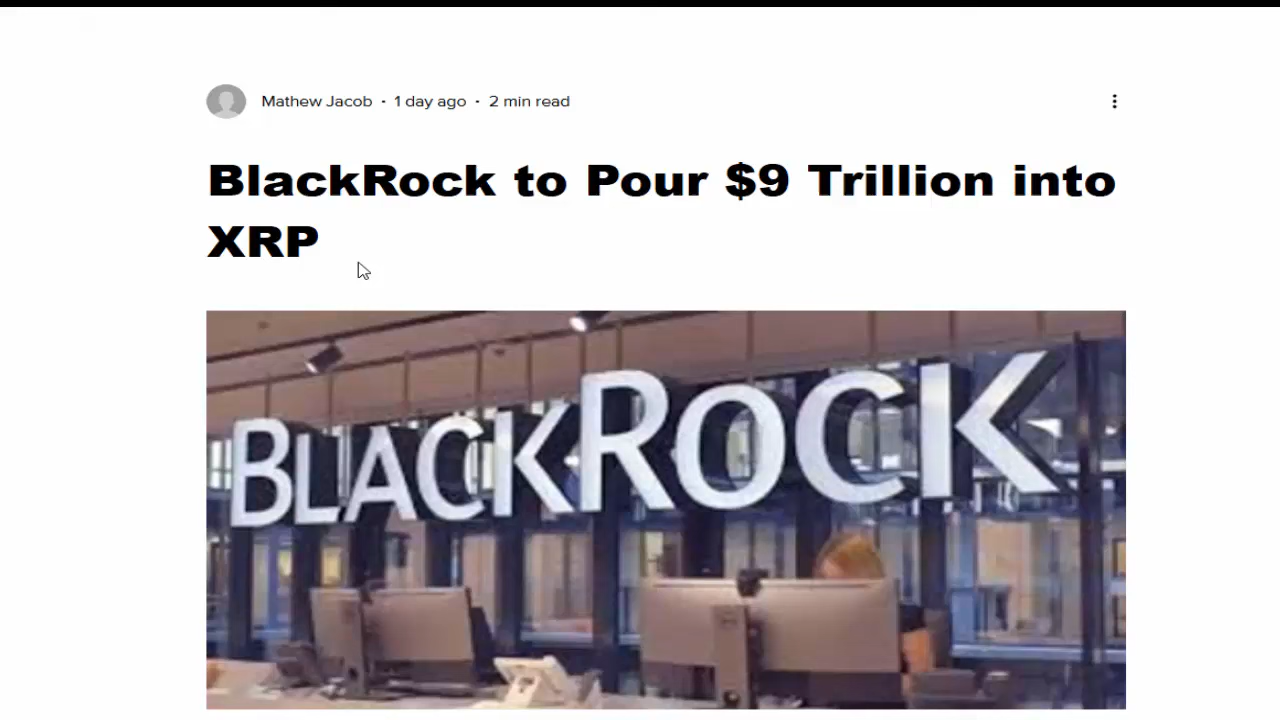 Mathew Jacob · 1 day ago · 2 min read
BlackRock to Pour $9 Trillion into
XRP
BLACKROCK